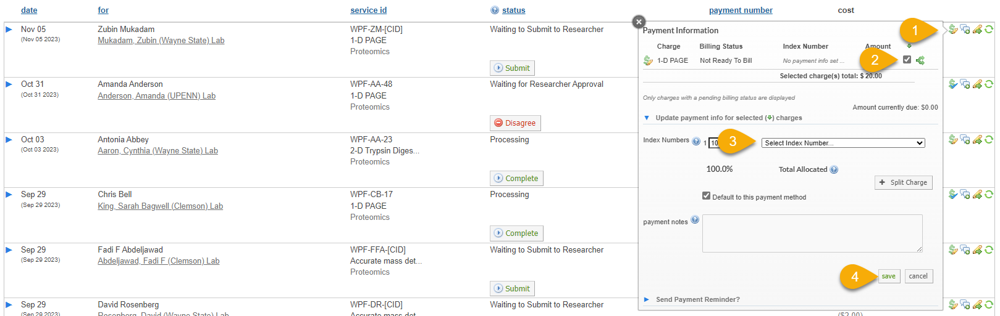 date for service id status payment number cost
Nov 05 Zubin Mukadam WPF-ZM-[CID] Waiting to Submit to Researcher
(Nov 05 2023) Mukadam, Zubin (Wayne State) Lab 1-D PAGE
Proteomics
Submit
Oct 31 Amanda Anderson WPF-AA-48 Waiting for Researcher Approval
(Oct 31 2023) Anderson, Amanda (UPENN) Lab 1-D PAGE
Proteomics
Disagree
Oct 03 Antonia Abbey WPF-AA-23 Processing
(Oct 03 2023) Aaron, Cynthia (Wayne State) Lab 2-D Trypsin Diges...
Proteomics
Complete
Sep 29 Chris Bell WPF-CB-17 Processing
(Sep 29 2023) King, Sarah Bagwell (Clemson) Lab 1-D PAGE
Proteomics
Complete
Sep 29 Fadi F Abdeljawad WPF-FFA-[CID] Waiting to Submit to Researcher
(Sep 29 2023) Abdeljawad, Fadi F (Clemson) Lab Accurate mass det...
Proteomics
Submit
Sep 29 David Rosenberg WPF-DR-[CID] Waiting to Submit to Researcher
(Sep 29 2023) Rosenberg, David (Wayne State) Lab Accurate mass det...
($2.00)
Payment Information
1
Charge Billing Status Index Number Amount
1-D PAGE Not Ready To Bill No payment info set ...
2
Selected charge(s) total: $ 20.00
Only charges with a pending billing status are displayed
Amount currently due: $0.00
Update payment info for selected ( ) charges
Index Numbers 1 10 3 Select Index Number...
100.0% Total Allocated
+ Split Charge
Default to this payment method
payment notes
4 save cancel
Send Payment Reminder?